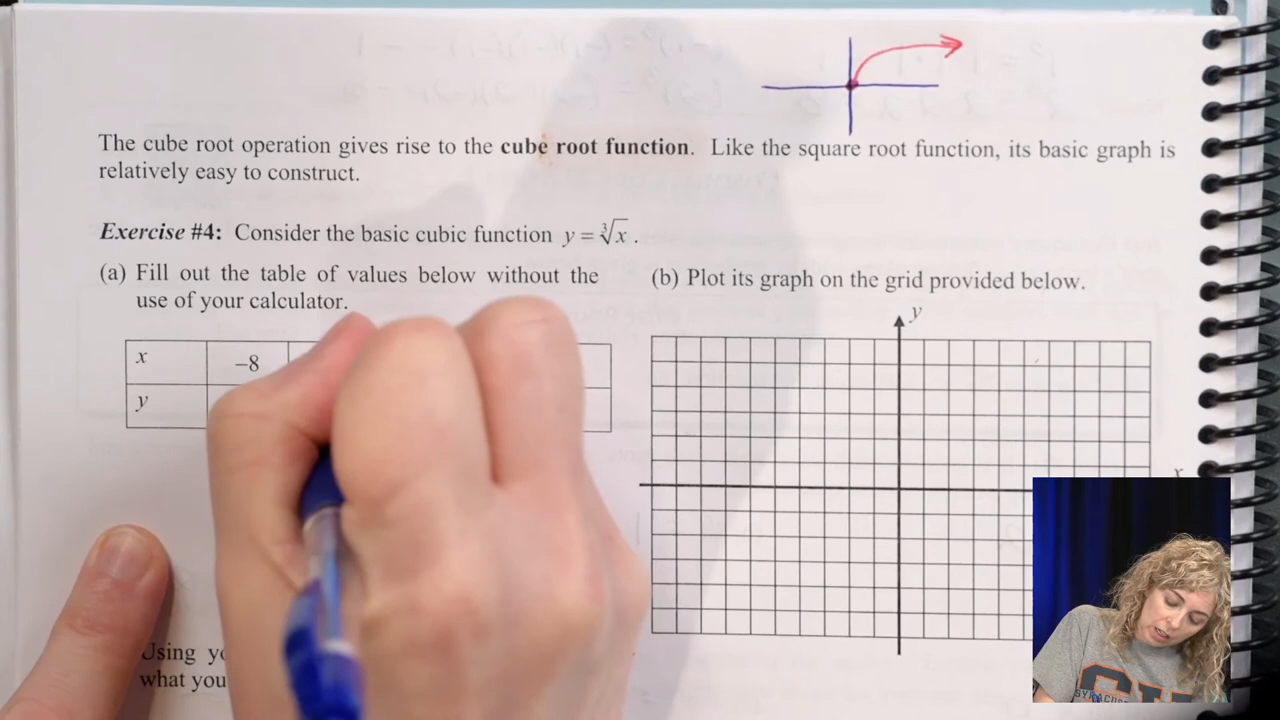 The cube root operation gives rise to the cube root function. Like the square root function, its basic graph is
relatively easy to construct.
Exercise #4: Consider the basic cubic function y = ∛x.
(a) Fill out the table of values below without the
use of your calculator.
(b) Plot its graph on the grid provided below.
y
x −8
y
x
Using
what you
SYRACUSE